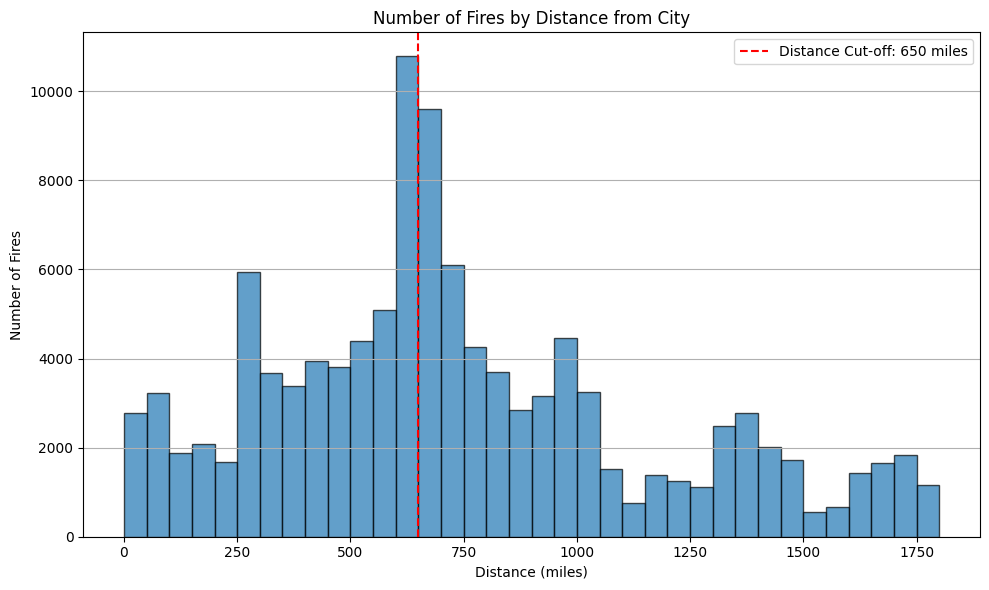 Number of Fires by Distance from City
Distance Cut-off: 650 miles
Number of Fires
10000
8000
6000
4000
2000
0
0 250 500 750 1000 1250 1500 1750
Distance (miles)